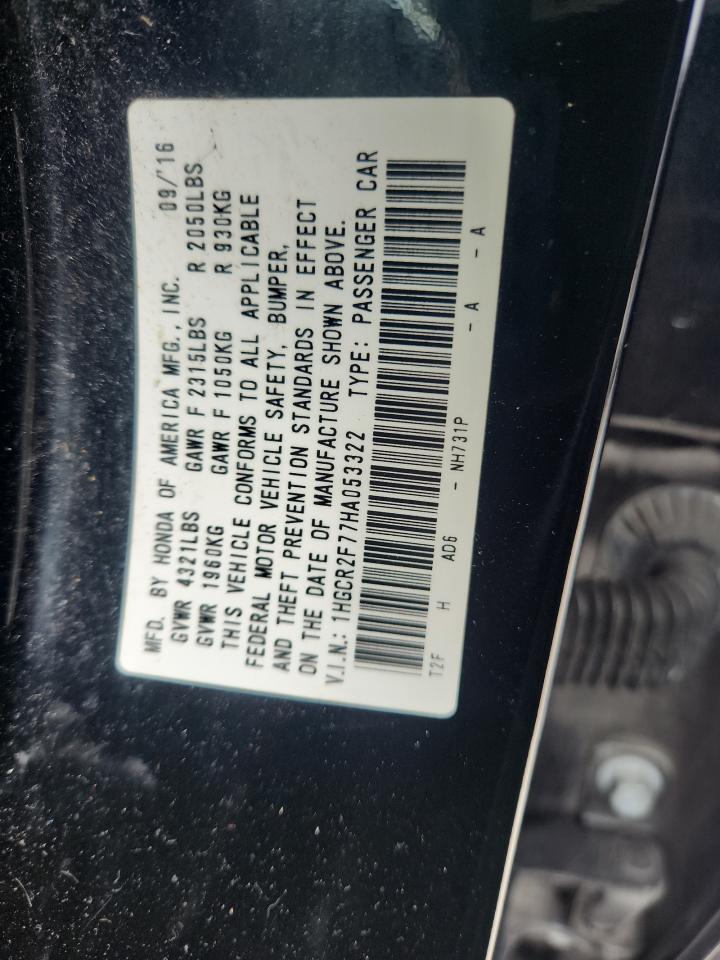 MFD. BY HONDA OF AMERICA MFG., INC. 09/'16
GVWR 4321LBS GAWR F 2315LBS R 2050LBS
GVWR 1960KG GAWR F 1050KG R 930KG
THIS VEHICLE CONFORMS TO ALL APPLICABLE
FEDERAL MOTOR VEHICLE SAFETY, BUMPER,
AND THEFT PREVENTION STANDARDS IN EFFECT
ON THE DATE OF MANUFACTURE SHOWN ABOVE.
V.I.N.: 1HGCR2F77HA053322 TYPE: PASSENGER CAR
T2F H AD6 - NH731P - A - A